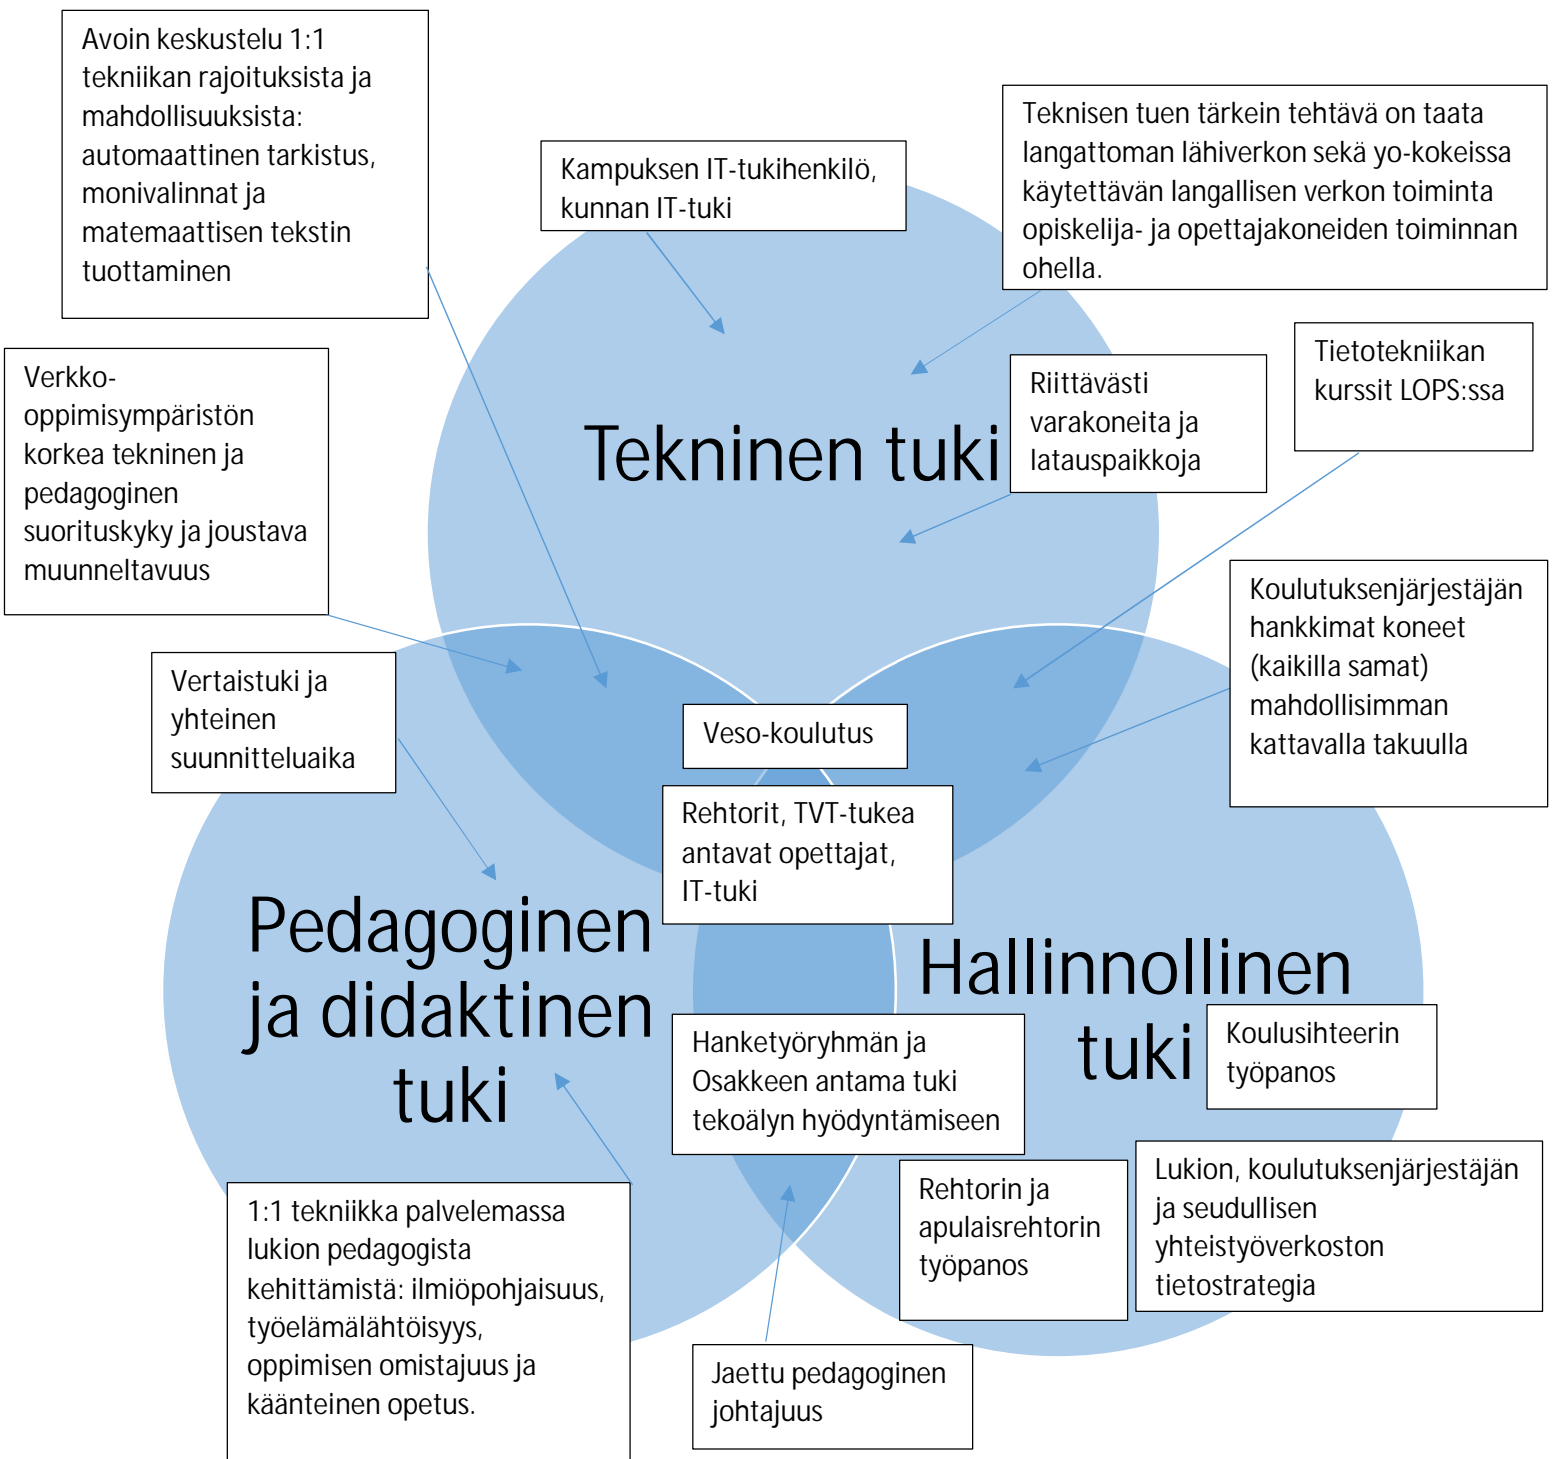 Avoin keskustelu 1:1
tekniikan rajoituksista ja
mahdollisuuksista:
automaattinen tarkistus,
monivalinnat ja
matemaattisen tekstin
tuottaminen
Kampuksen IT-tukihenkilö,
kunnan IT-tuki
Teknisen tuen tärkein tehtävä on taata
langattoman lähiverkon sekä yo-kokeissa
käytettävän langallisen verkon toiminta
opiskelija- ja opettajakoneiden toiminnan
ohella.
Verkko-
oppimisympäristön
korkea tekninen ja
pedagoginen
suorituskyky ja joustava
muunneltavuus
Tekninen tuki
Riittävästi
varakoneita ja
latauspaikkoja
Tietotekniikan
kurssit LOPS:ssa
Koulutuksenjärjestäjän
hankkimat koneet
(kaikilla samat)
mahdollisimman
kattavalla takuulla
Vertaistuki ja
yhteinen
suunnitteluaika
Veso-koulutus
Rehtorit, TVT-tukea
antavat opettajat,
IT-tuki
Pedagoginen
ja didaktinen
tuki
Hallinnollinen
tuki
Koulusihteerin
työpanos
Hanketyöryhmän ja
Osakkeen antama tuki
tekoälyn hyödyntämiseen
Rehtorin ja
apulaisrehtorin
työpanos
Lukion, koulutuksenjärjestäjän
ja seudullisen
yhteistyöverkoston
tietostrategia
1:1 tekniikka palvelemassa
lukion pedagogista
kehittämistä: ilmiöpohjaisuus,
työelämälähtöisyys,
oppimisen omistajuus ja
käänteinen opetus.
Jaettu pedagoginen
johtajuus